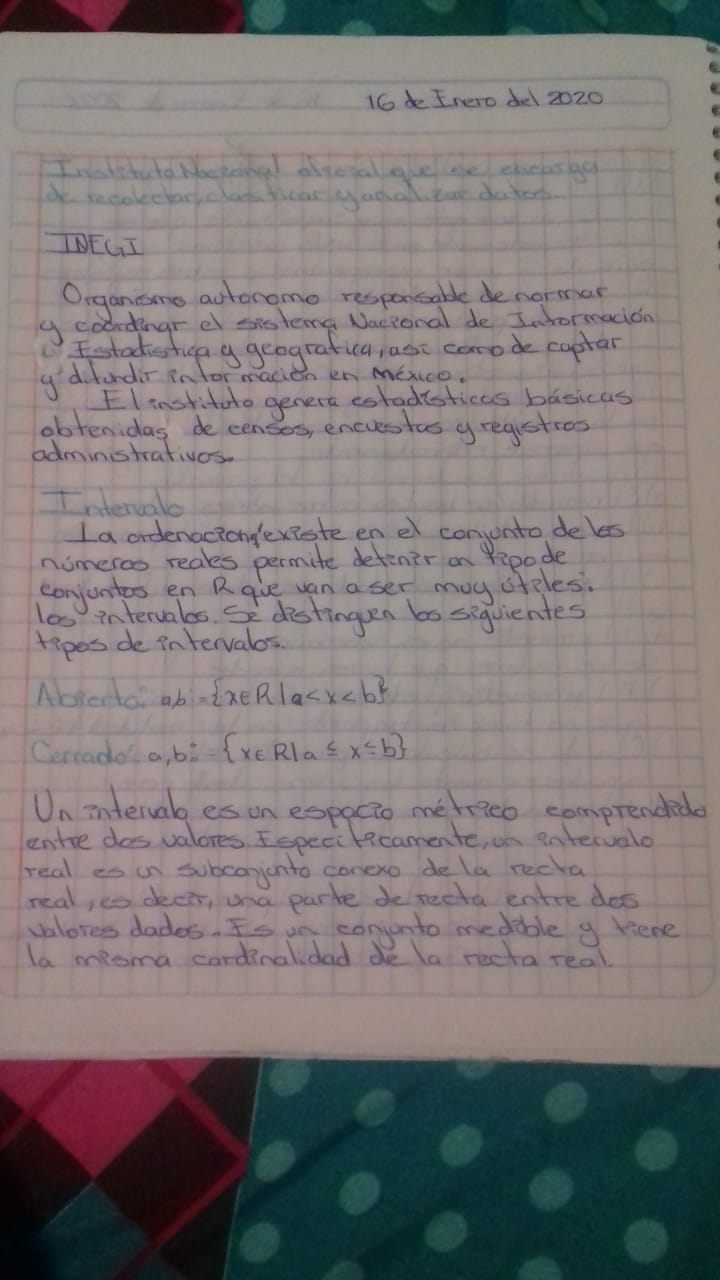 16 de Enero del 2020
Instituto Nacional oficial que se encarga
de recolectar, clasificar y analizar datos
INEGI
Organismo autonomo responsable de normar
y coordinar el sistema Nacional de Información
Estadística y geografica, así como de captar
y difundir información en México.
El instituto genera estadísticas básicas
obtenidas de censos, encuestas y registros
administrativos.
Intervalo
La ordenacion existe en el conjunto de los
números reales permite definir un tipo de
conjuntos en R que van a ser muy útiles:
los intervalos. Se distinguen los siguientes
tipos de intervalos.
Abierto: a,b = {x∈R|a<x<b}
Cerrado: a,b: = {x∈R|a ≤ x ≤ b}
Un intervalo es un espacio métrico comprendido
entre dos valores. Específicamente, un intervalo
real es un subconjunto conexo de la recta
real, es decir, una parte de recta entre dos
valores dados. Es un conjunto medible y tiene
la misma cardinalidad de la recta real.